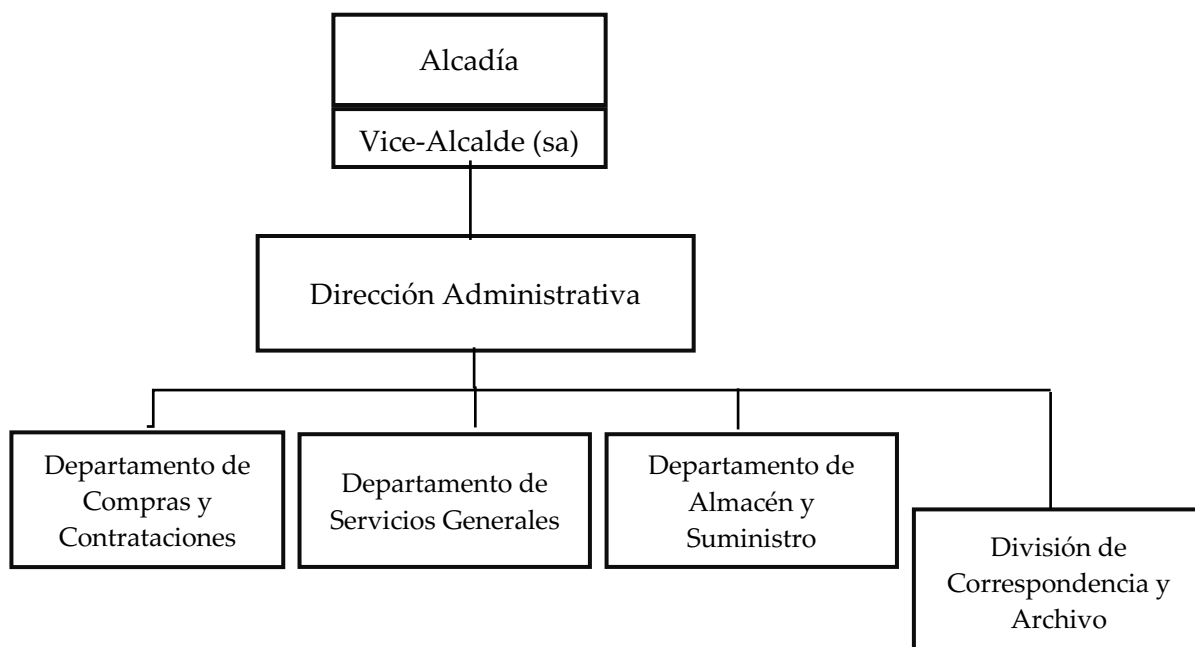 Alcadía
Vice-Alcalde (sa)
Dirección Administrativa
Departamento de
Compras y
Contrataciones
Departamento de
Servicios Generales
Departamento de
Almacén y
Suministro
División de
Correspondencia y
Archivo